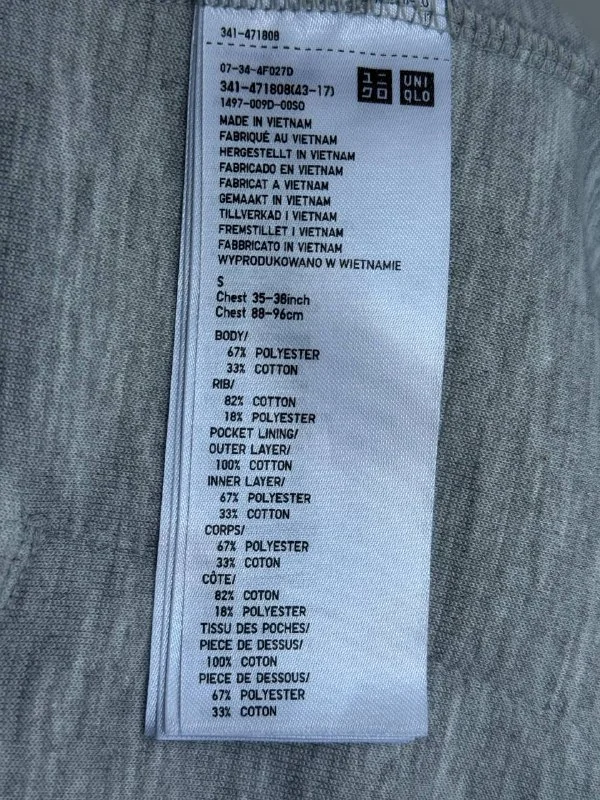 341-471808
07-34-4F027D
341-471808(43-17)
1497-009D-00SO
ユニ
クロ
UNI
QLO
MADE IN VIETNAM
FABRIQUÉ AU VIETNAM
HERGESTELLT IN VIETNAM
FABRICADO EN VIETNAM
FABRICAT A VIETNAM
GEMAAKT IN VIETNAM
TILLVERKAD I VIETNAM
FREMSTILLET I VIETNAM
FABBRICATO IN VIETNAM
WYPRODUKOWANO W WIETNAMIE
S
Chest 35-38inch
Chest 88-96cm
BODY/
67% POLYESTER
33% COTTON
RIB/
82% COTTON
18% POLYESTER
POCKET LINING/
OUTER LAYER/
100% COTTON
INNER LAYER/
67% POLYESTER
33% COTTON
CORPS/
67% POLYESTER
33% COTON
CÔTE/
82% COTON
18% POLYESTER
TISSU DES POCHES/
PIECE DE DESSUS/
100% COTON
PIECE DE DESSOUS/
67% POLYESTER
33% COTON